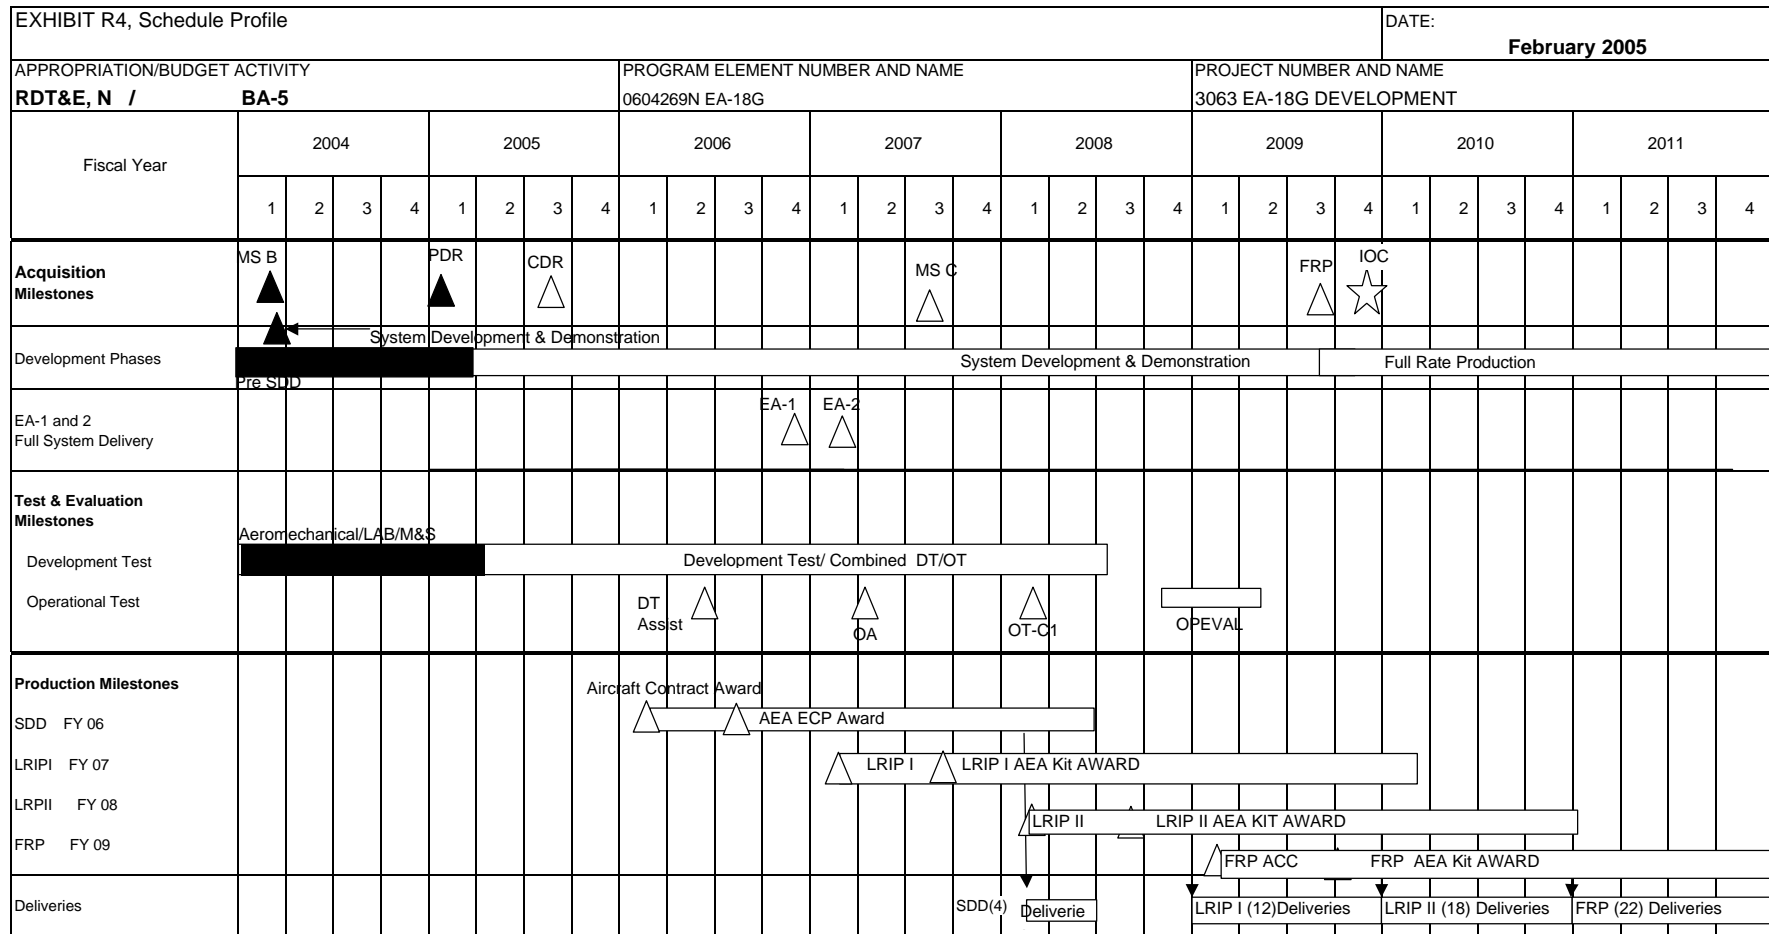 EXHIBIT R4, Schedule Profile
DATE:
February 2005
APPROPRIATION/BUDGET ACTIVITY
PROGRAM ELEMENT NUMBER AND NAME
PROJECT NUMBER AND NAME
RDT&E, N / BA-5
0604269N EA-18G
3063 EA-18G DEVELOPMENT
Fiscal Year
2004 2005 2006 2007 2008 2009 2010 2011
1 2 3 4 1 2 3 4 1 2 3 4 1 2 3 4 1 2 3 4 1 2 3 4 1 2 3 4 1 2 3 4
Acquisition
Milestones
MS B PDR CDR MS C FRP IOC
System Development & Demonstration
Development Phases
System Development & Demonstration
Full Rate Production
Pre SDD
EA-1 and 2
Full System Delivery
EA-1 EA-2
Test & Evaluation
Milestones
Aeromechanical/LAB/M&S
Development Test
Development Test/ Combined DT/OT
Operational Test
DT
Assist
OA
OT-C1
OPEVAL
Production Milestones
Aircraft Contract Award
SDD FY 06
AEA ECP Award
LRIPI FY 07
LRIP I
LRIP I AEA Kit AWARD
LRPII FY 08
LRIP II
LRIP II AEA KIT AWARD
FRP FY 09
FRP ACC
FRP AEA Kit AWARD
Deliveries
SDD(4)
Deliverie
LRIP I (12)Deliveries
LRIP II (18) Deliveries
FRP (22) Deliveries